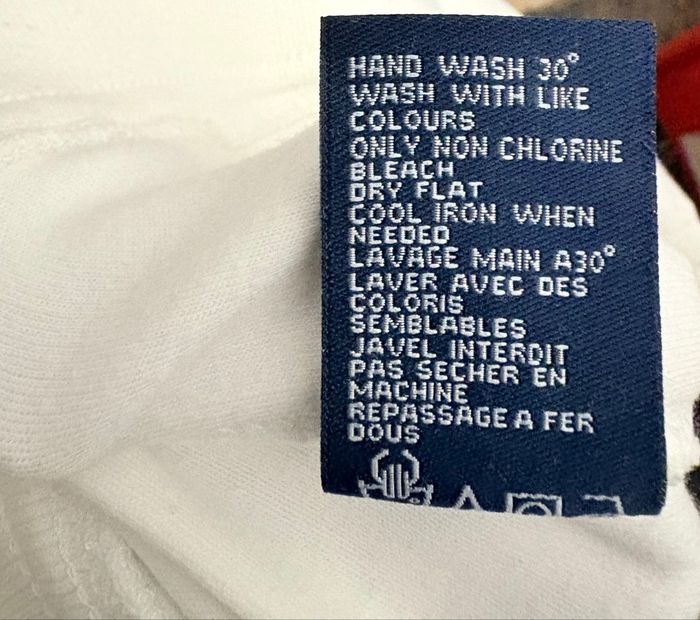 HAND WASH 30°
WASH WITH LIKE
COLOURS
ONLY NON CHLORINE
BLEACH
DRY FLAT
COOL IRON WHEN
NEEDED
LAVAGE MAIN A30°
LAVER AVEC DES
COLORIS
SEMBLABLES
JAVEL INTERDIT
PAS SECHER EN
MACHINE
REPASSAGE A FER
DOUS